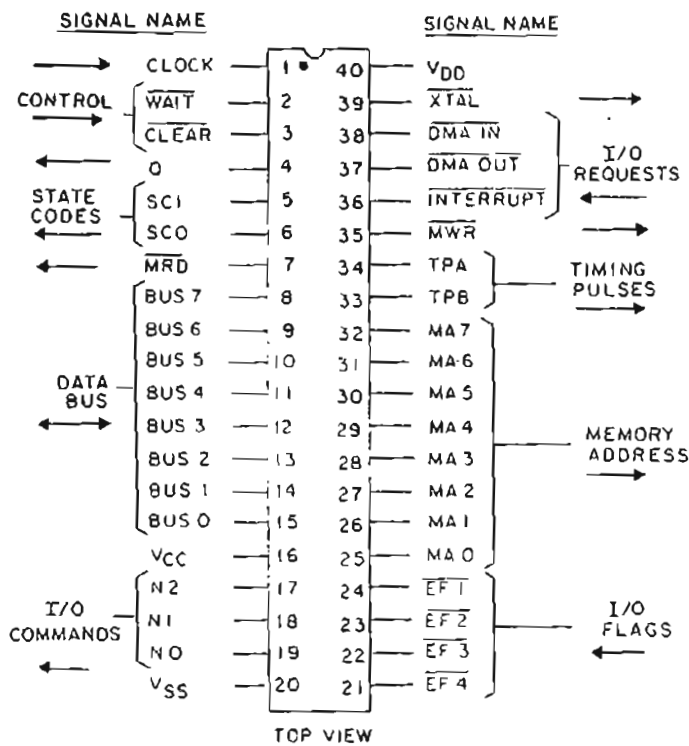 SIGNAL NAME
SIGNAL NAME
CLOCK 1 40 VDD
CONTROL WAIT 2 39 XTAL
CLEAR 3 38 DMA IN
Q 4 37 DMA OUT I/O REQUESTS
STATE CODES SC1 5 36 INTERRUPT
SC0 6 35 MWR
MRD 7 34 TPA TIMING PULSES
BUS 7 8 33 TPB
BUS 6 9 32 MA 7
BUS 5 10 31 MA 6
DATA BUS BUS 4 11 30 MA 5
BUS 3 12 29 MA 4 MEMORY ADDRESS
BUS 2 13 28 MA 3
BUS 1 14 27 MA 2
BUS 0 15 26 MA 1
VCC 16 25 MA 0
N2 17 24 EF 1
I/O COMMANDS N1 18 23 EF 2 I/O FLAGS
N0 19 22 EF 3
VSS 20 21 EF 4
TOP VIEW